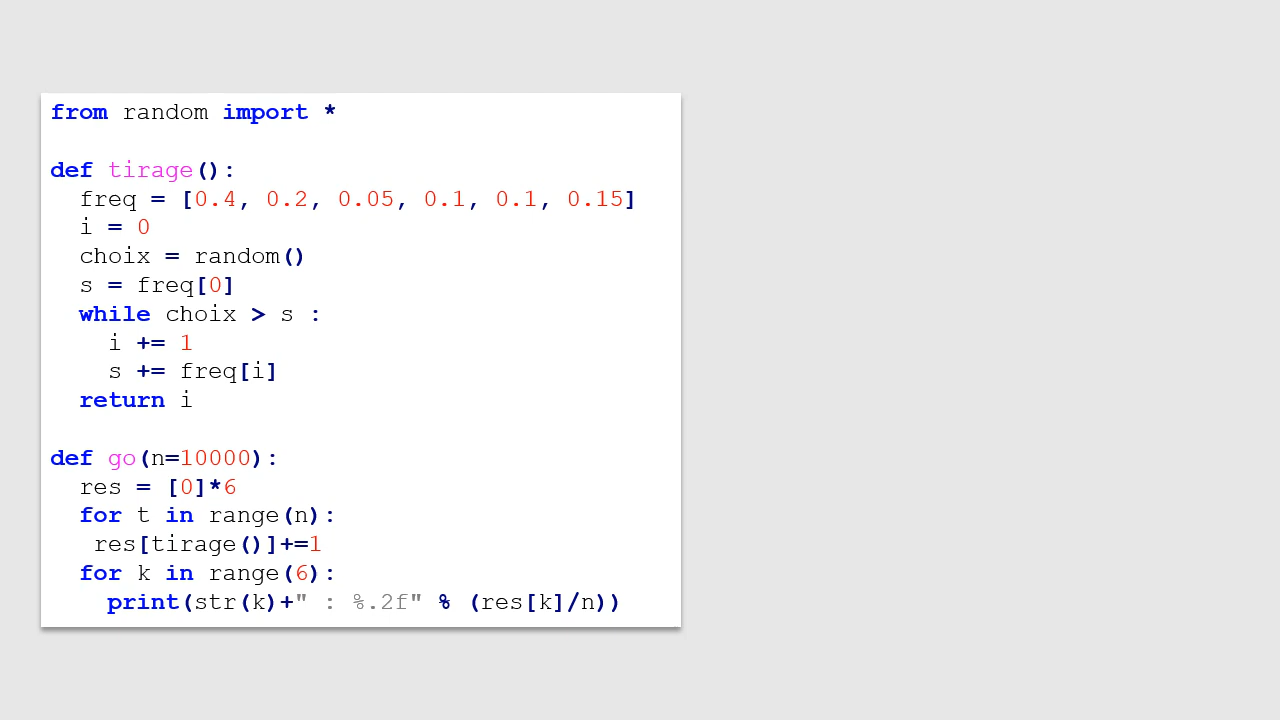 from random import *
def tirage():
  freq = [0.4, 0.2, 0.05, 0.1, 0.1, 0.15]
  i = 0
  choix = random()
  s = freq[0]
  while choix > s :
    i += 1
    s += freq[i]
  return i
def go(n=10000):
  res = [0]*6
  for t in range(n):
   res[tirage()]+=1
  for k in range(6):
    print(str(k)+" : %.2f" % (res[k]/n))